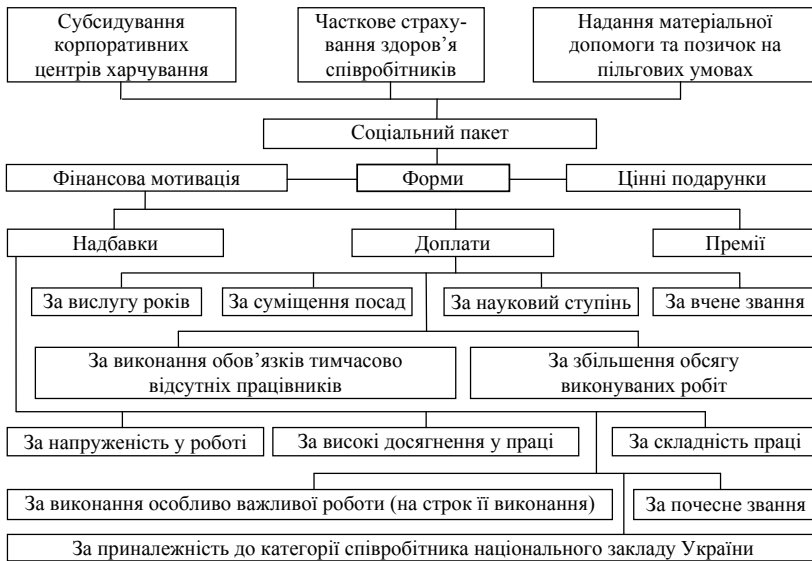 Субсидування
корпоративних
центрів харчування
Часткове страху-
вання здоров’я
співробітників
Надання матеріальної
допомоги та позичок на
пільгових умовах
Соціальний пакет
Фінансова мотивація
Форми
Цінні подарунки
Надбавки
Доплати
Премії
За вислугу років
За суміщення посад
За науковий ступінь
За вчене звання
За виконання обов’язків тимчасово
відсутніх працівників
За збільшення обсягу
виконуваних робіт
За напруженість у роботі
За високі досягнення у праці
За складність праці
За виконання особливо важливої роботи (на строк її виконання)
За почесне звання
За приналежність до категорії співробітника національного закладу України